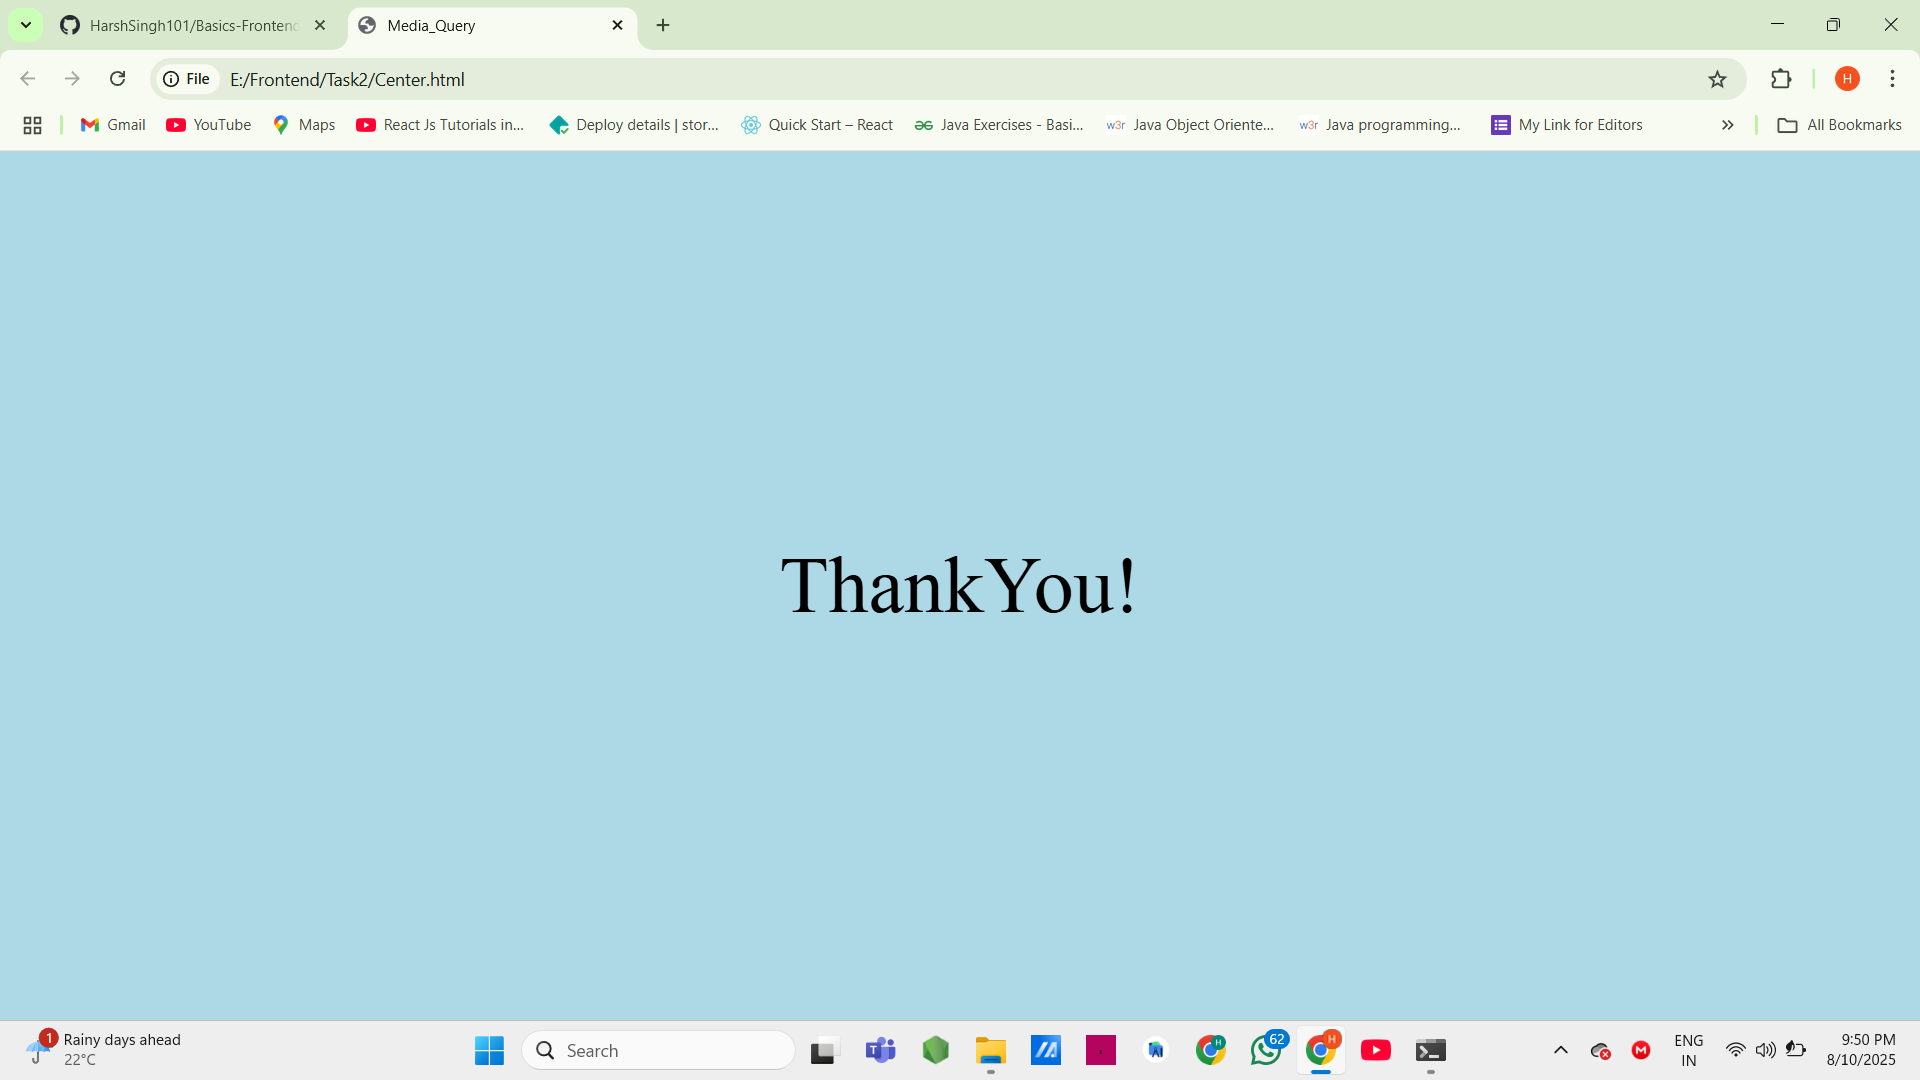 HarshSingh101/Basics-Frontend
Media_Query
File
E:/Frontend/Task2/Center.html
H
Gmail
YouTube
Maps
React Js Tutorials in...
Deploy details | stor...
Quick Start – React
Java Exercises - Basi...
w3r
Java Object Oriente...
w3r
Java programming...
My Link for Editors
All Bookmarks
ThankYou!
1
Rainy days ahead
22°C
Search
T
H
62
H
M
ENG
IN
9:50 PM
8/10/2025